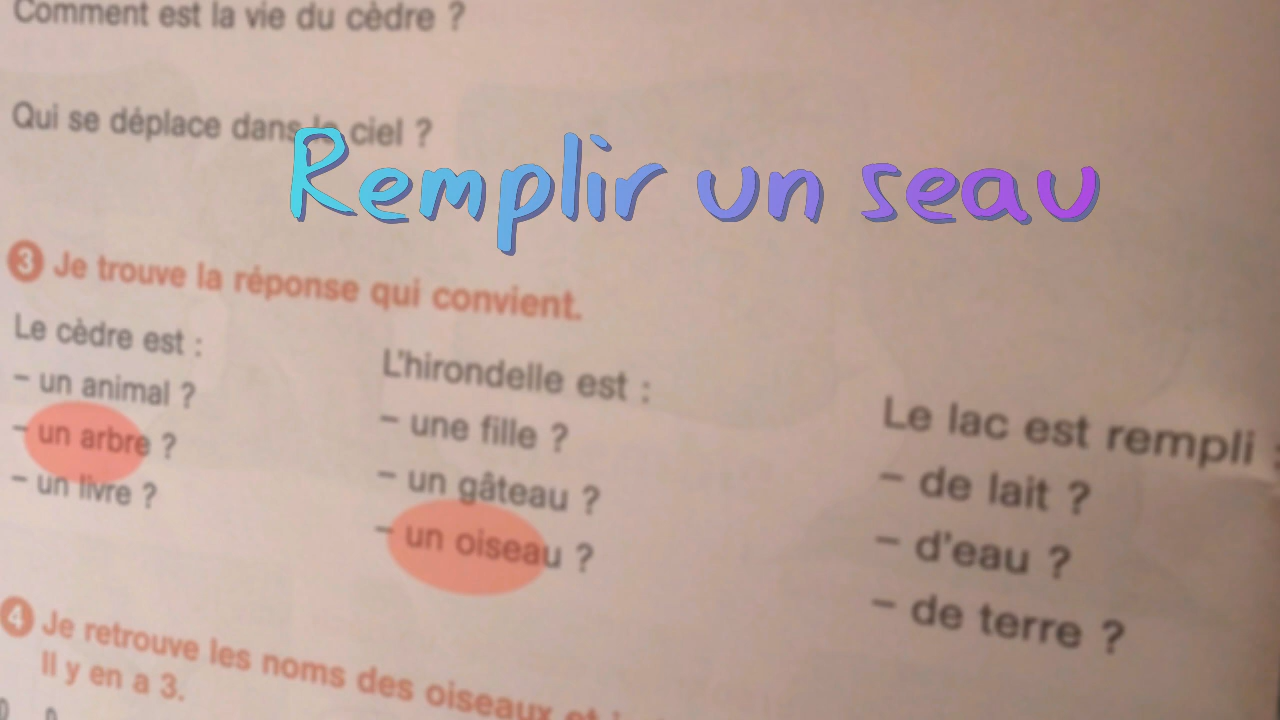 Comment est la vie du cèdre ?
Qui se déplace dans le ciel ?
Remplir un seau
3 Je trouve la réponse qui convient.
Le cèdre est :
– un animal ?
– un arbre ?
– un livre ?
L'hirondelle est :
– une fille ?
– un gâteau ?
– un oiseau ?
Le lac est rempli :
– de lait ?
– d'eau ?
– de terre ?
4 Je retrouve les noms des oiseaux et
Il y en a 3.